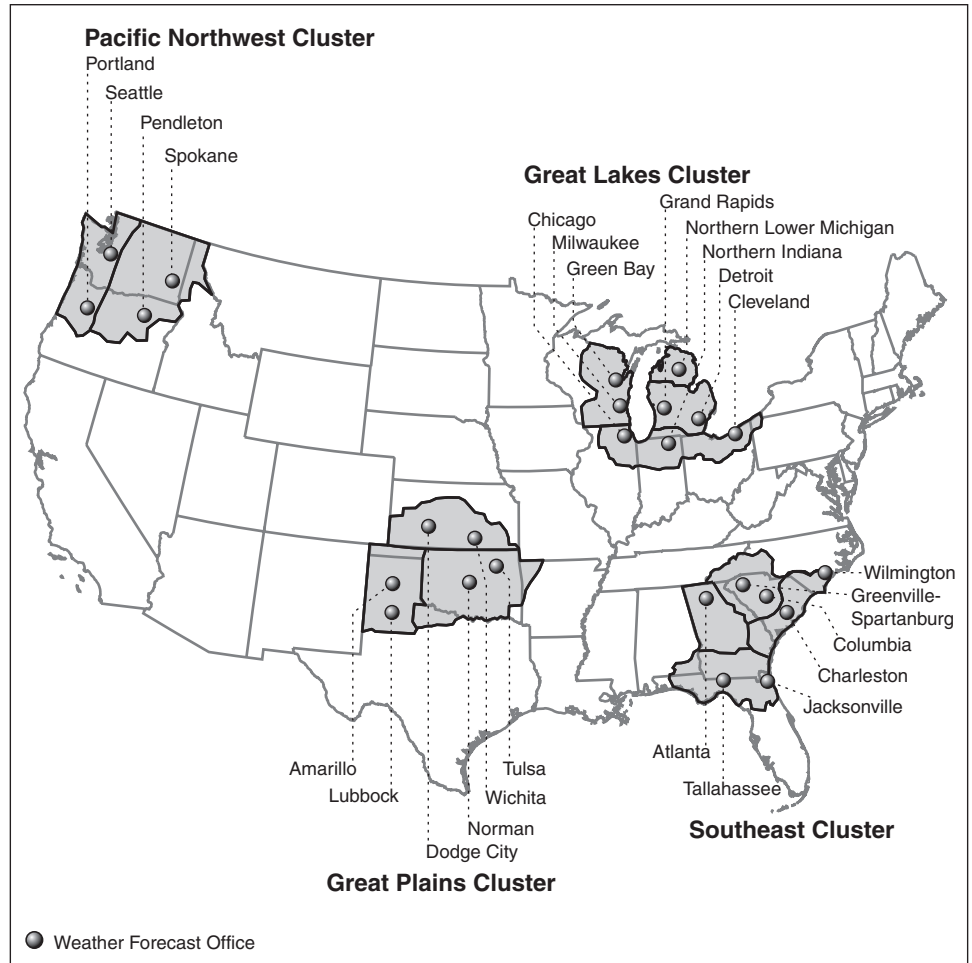 Pacific Northwest Cluster
Portland
Seattle
Pendleton
Spokane
Great Lakes Cluster
Grand Rapids
Chicago
Northern Lower Michigan
Milwaukee
Northern Indiana
Green Bay
Detroit
Cleveland
Wilmington
Greenville-
Spartanburg
Columbia
Charleston
Jacksonville
Atlanta
Tallahassee
Southeast Cluster
Amarillo
Tulsa
Lubbock
Wichita
Norman
Dodge City
Great Plains Cluster
Weather Forecast Office